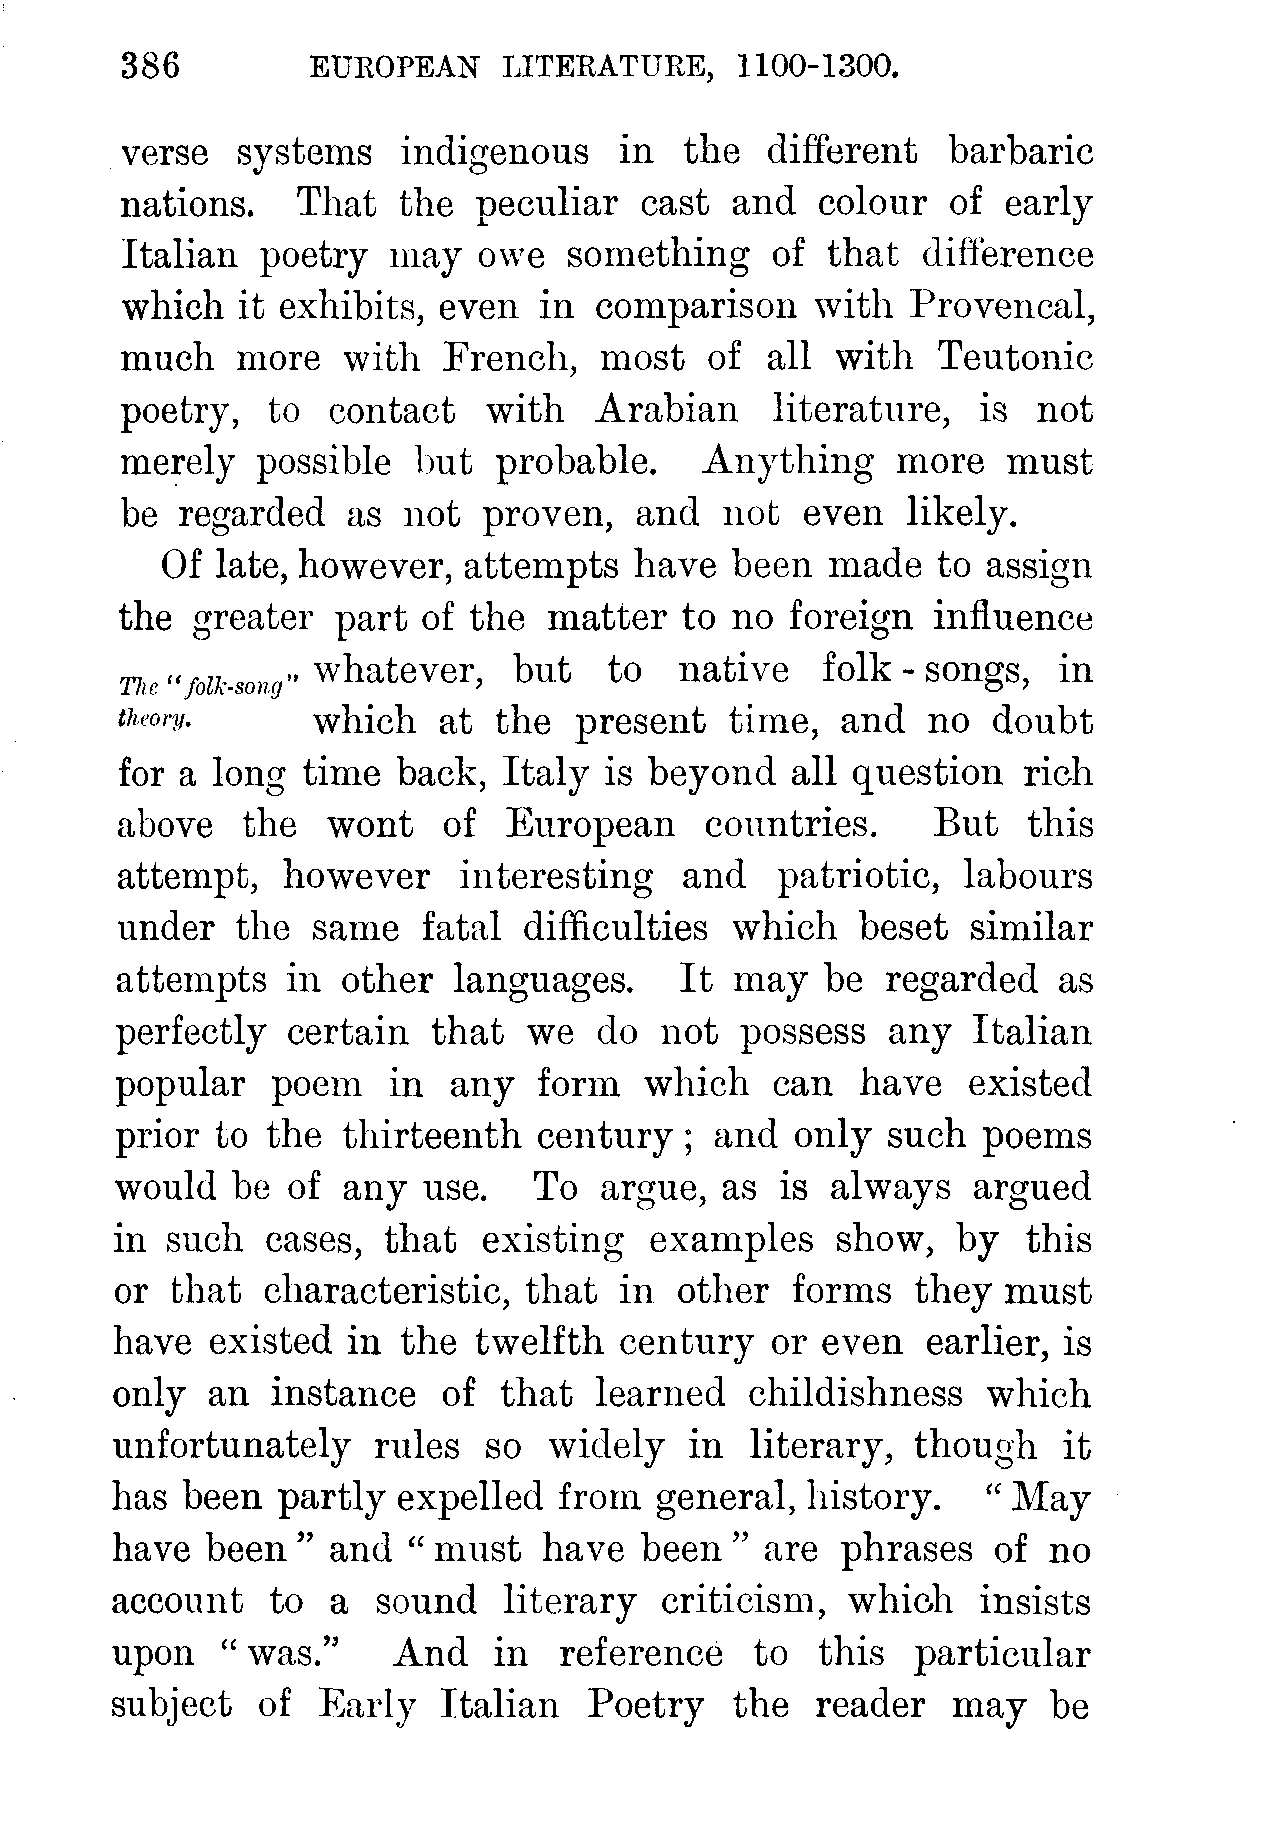 386 EUROPEAN LITERATURE, 1100-1300.
verse systems indigenous in the different barbaric
nations. That the peculiar cast and colour of early
Italian poetry may owe something of that difference
which it exhibits, even in comparison with Provencal,
much more with French, most of all with Teutonic
poetry, to contact with Arabian literature, is not
merely possible but probable. Anything more must
be regarded as not proven, and not even likely.
Of late, however, attempts have been made to assign
the greater part of the matter to no foreign influence
The "folk-song" whatever, but to native folk-songs, in
theory. which at the present time, and no doubt
for a long time back, Italy is beyond all question rich
above the wont of European countries. But this
attempt, however interesting and patriotic, labours
under the same fatal difficulties which beset similar
attempts in other languages. It may be regarded as
perfectly certain that we do not possess any Italian
popular poem in any form which can have existed
prior to the thirteenth century; and only such poems
would be of any use. To argue, as is always argued
in such cases, that existing examples show, by this
or that characteristic, that in other forms they must
have existed in the twelfth century or even earlier, is
only an instance of that learned childishness which
unfortunately rules so widely in literary, though it
has been partly expelled from general, history. "May
have been" and "must have been" are phrases of no
account to a sound literary criticism, which insists
upon "was." And in reference to this particular
subject of Early Italian Poetry the reader may be